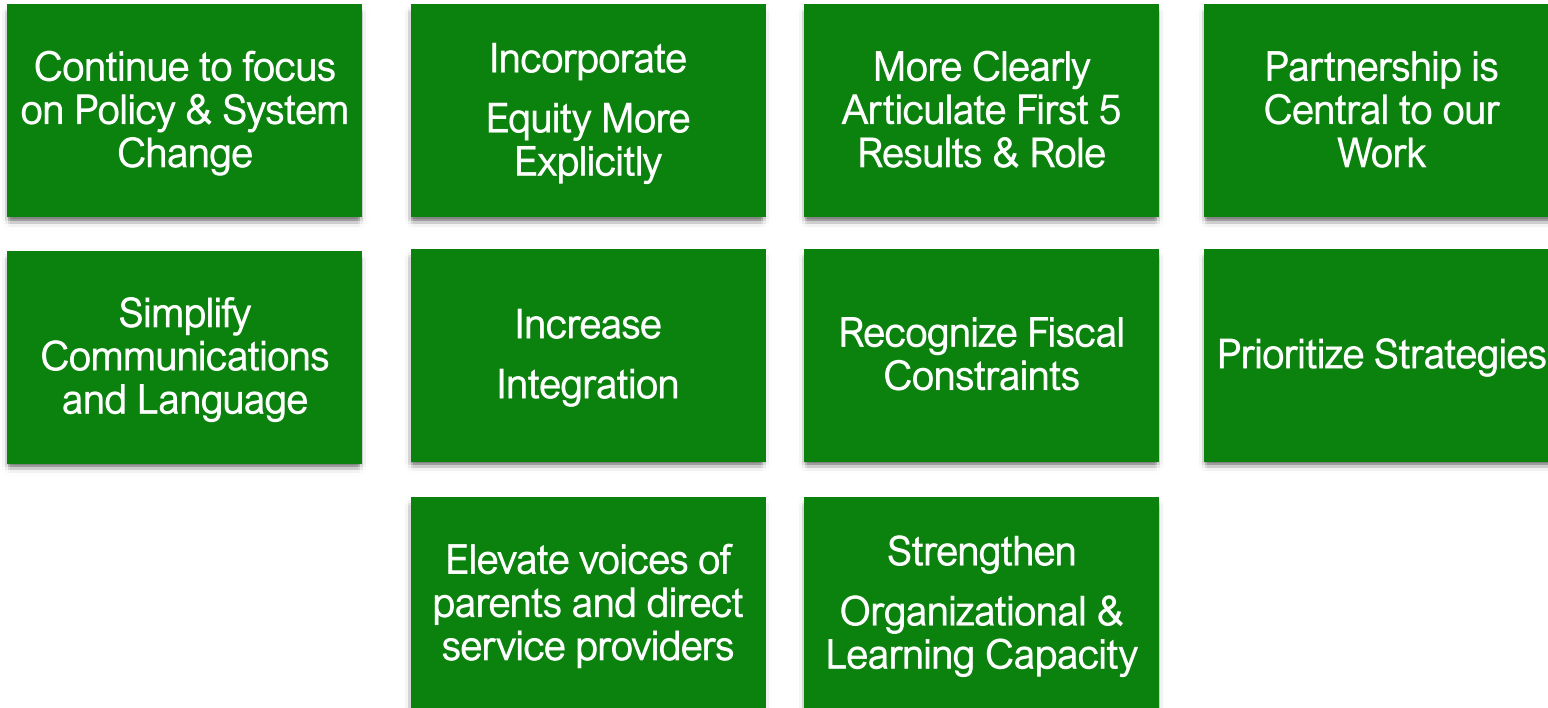 Continue to focus
on Policy & System
Change
Incorporate
Equity More
Explicitly
More Clearly
Articulate First 5
Results & Role
Partnership is
Central to our
Work
Simplify
Communications
and Language
Increase
Integration
Recognize Fiscal
Constraints
Prioritize Strategies
Elevate voices of
parents and direct
service providers
Strengthen
Organizational &
Learning Capacity